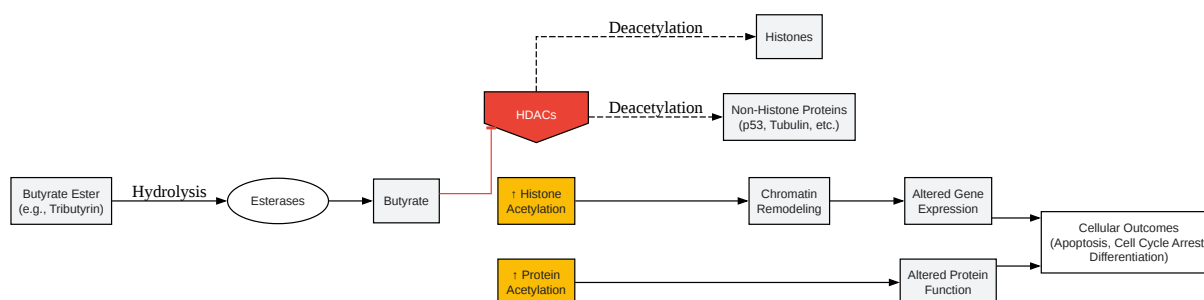 Deacetylation
Histones
HDACs
Deacetylation
Non-Histone Proteins
(p53, Tubulin, etc.)
Butyrate Ester
(e.g., Tributyrin)
Hydrolysis
Esterases
Butyrate
↑ Histone
Acetylation
Chromatin
Remodeling
Altered Gene
Expression
Cellular Outcomes
(Apoptosis, Cell Cycle Arrest
Differentiation)
↑ Protein
Acetylation
Altered Protein
Function